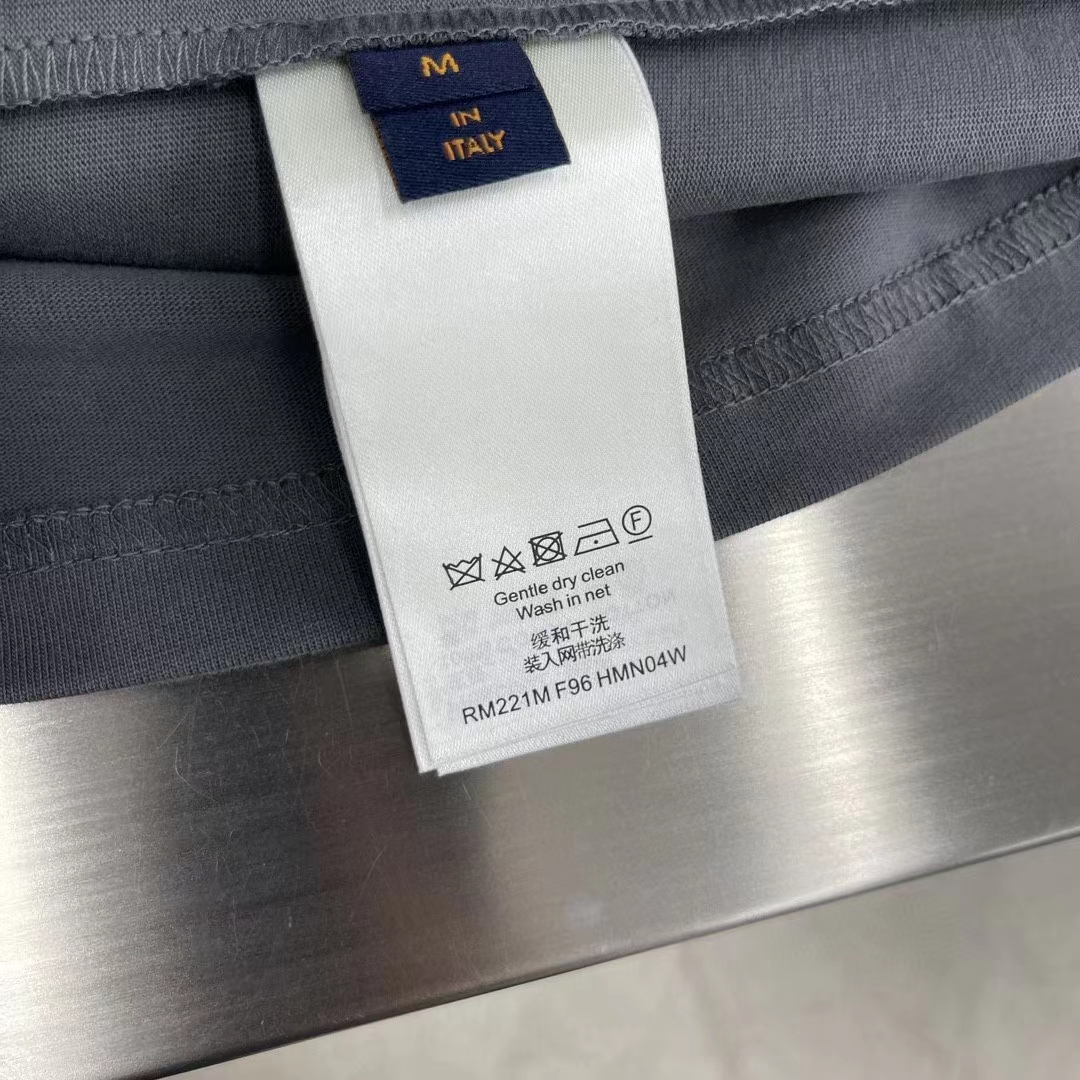 M
IN
ITALY
F
Gentle dry clean
Wash in net
缓和干洗
装入网带洗涤
RM221M F96 HMN04W